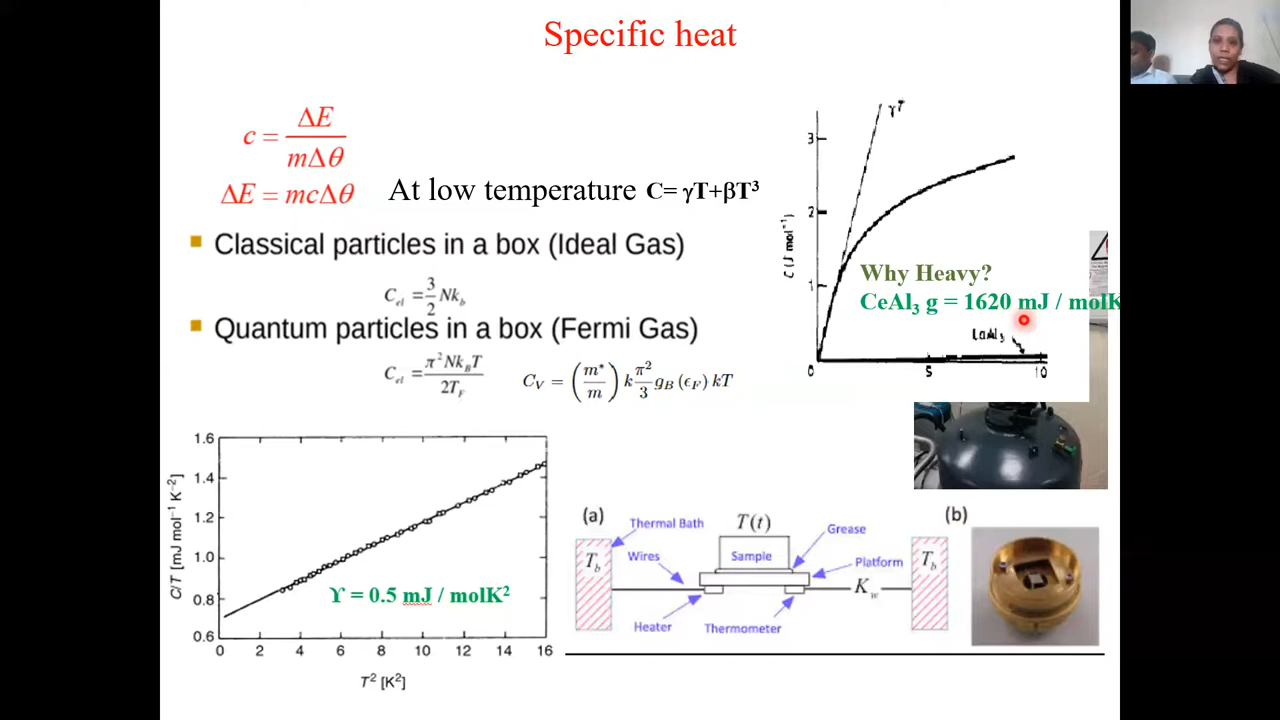 Specific heat
c = ΔE / mΔθ
ΔE = mcΔθ
At low temperature C= γT+βT³
Classical particles in a box (Ideal Gas)
C_el = 3/2 Nk_b
Quantum particles in a box (Fermi Gas)
C_el = π²Nk_BT / 2T_F
C_V = (m*/m) k π²/3 g_B (ϵ_F) kT
γT
3
2
1
C (J mol⁻¹)
Why Heavy?
CeAl₃ g = 1620 mJ / molK
LaAl₃
0 5 10
1.6
1.4
1.2
1.0
0.8
0.6
C/T [mJ mol⁻¹ K⁻²]
ϒ = 0.5 mJ / molK²
0 2 4 6 8 10 12 14 16
T² [K²]
(a)
Thermal Bath
T(t)
Grease
Wires
Sample
Platform
T_b
T_b
K_w
Heater
Thermometer
(b)